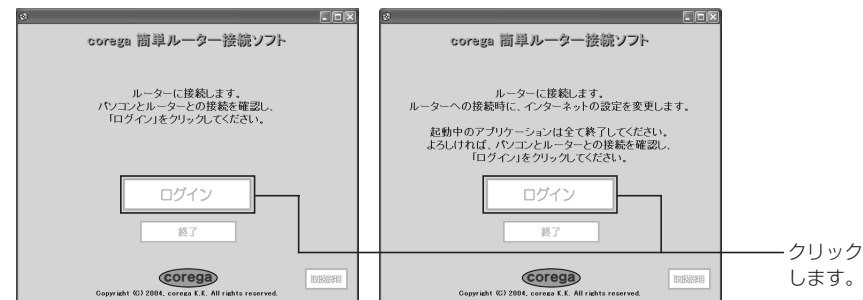 corega 簡単ルーター接続ソフト
ルーターに接続します。
パソコンとルーターとの接続を確認し、
「ログイン」をクリックしてください。
ログイン
終了
corega
取扱説明
Copyright (C) 2004, corega K.K. All rights reserved.
corega 簡単ルーター接続ソフト
ルーターに接続します。
ルーターへの接続時に、インターネットの設定を変更します。
起動中のアプリケーションは全て終了してください。
よろしければ、パソコンとルーターとの接続を確認し、
「ログイン」をクリックしてください。
ログイン
終了
corega
取扱説明
Copyright (C) 2004, corega K.K. All rights reserved.
クリック
します。